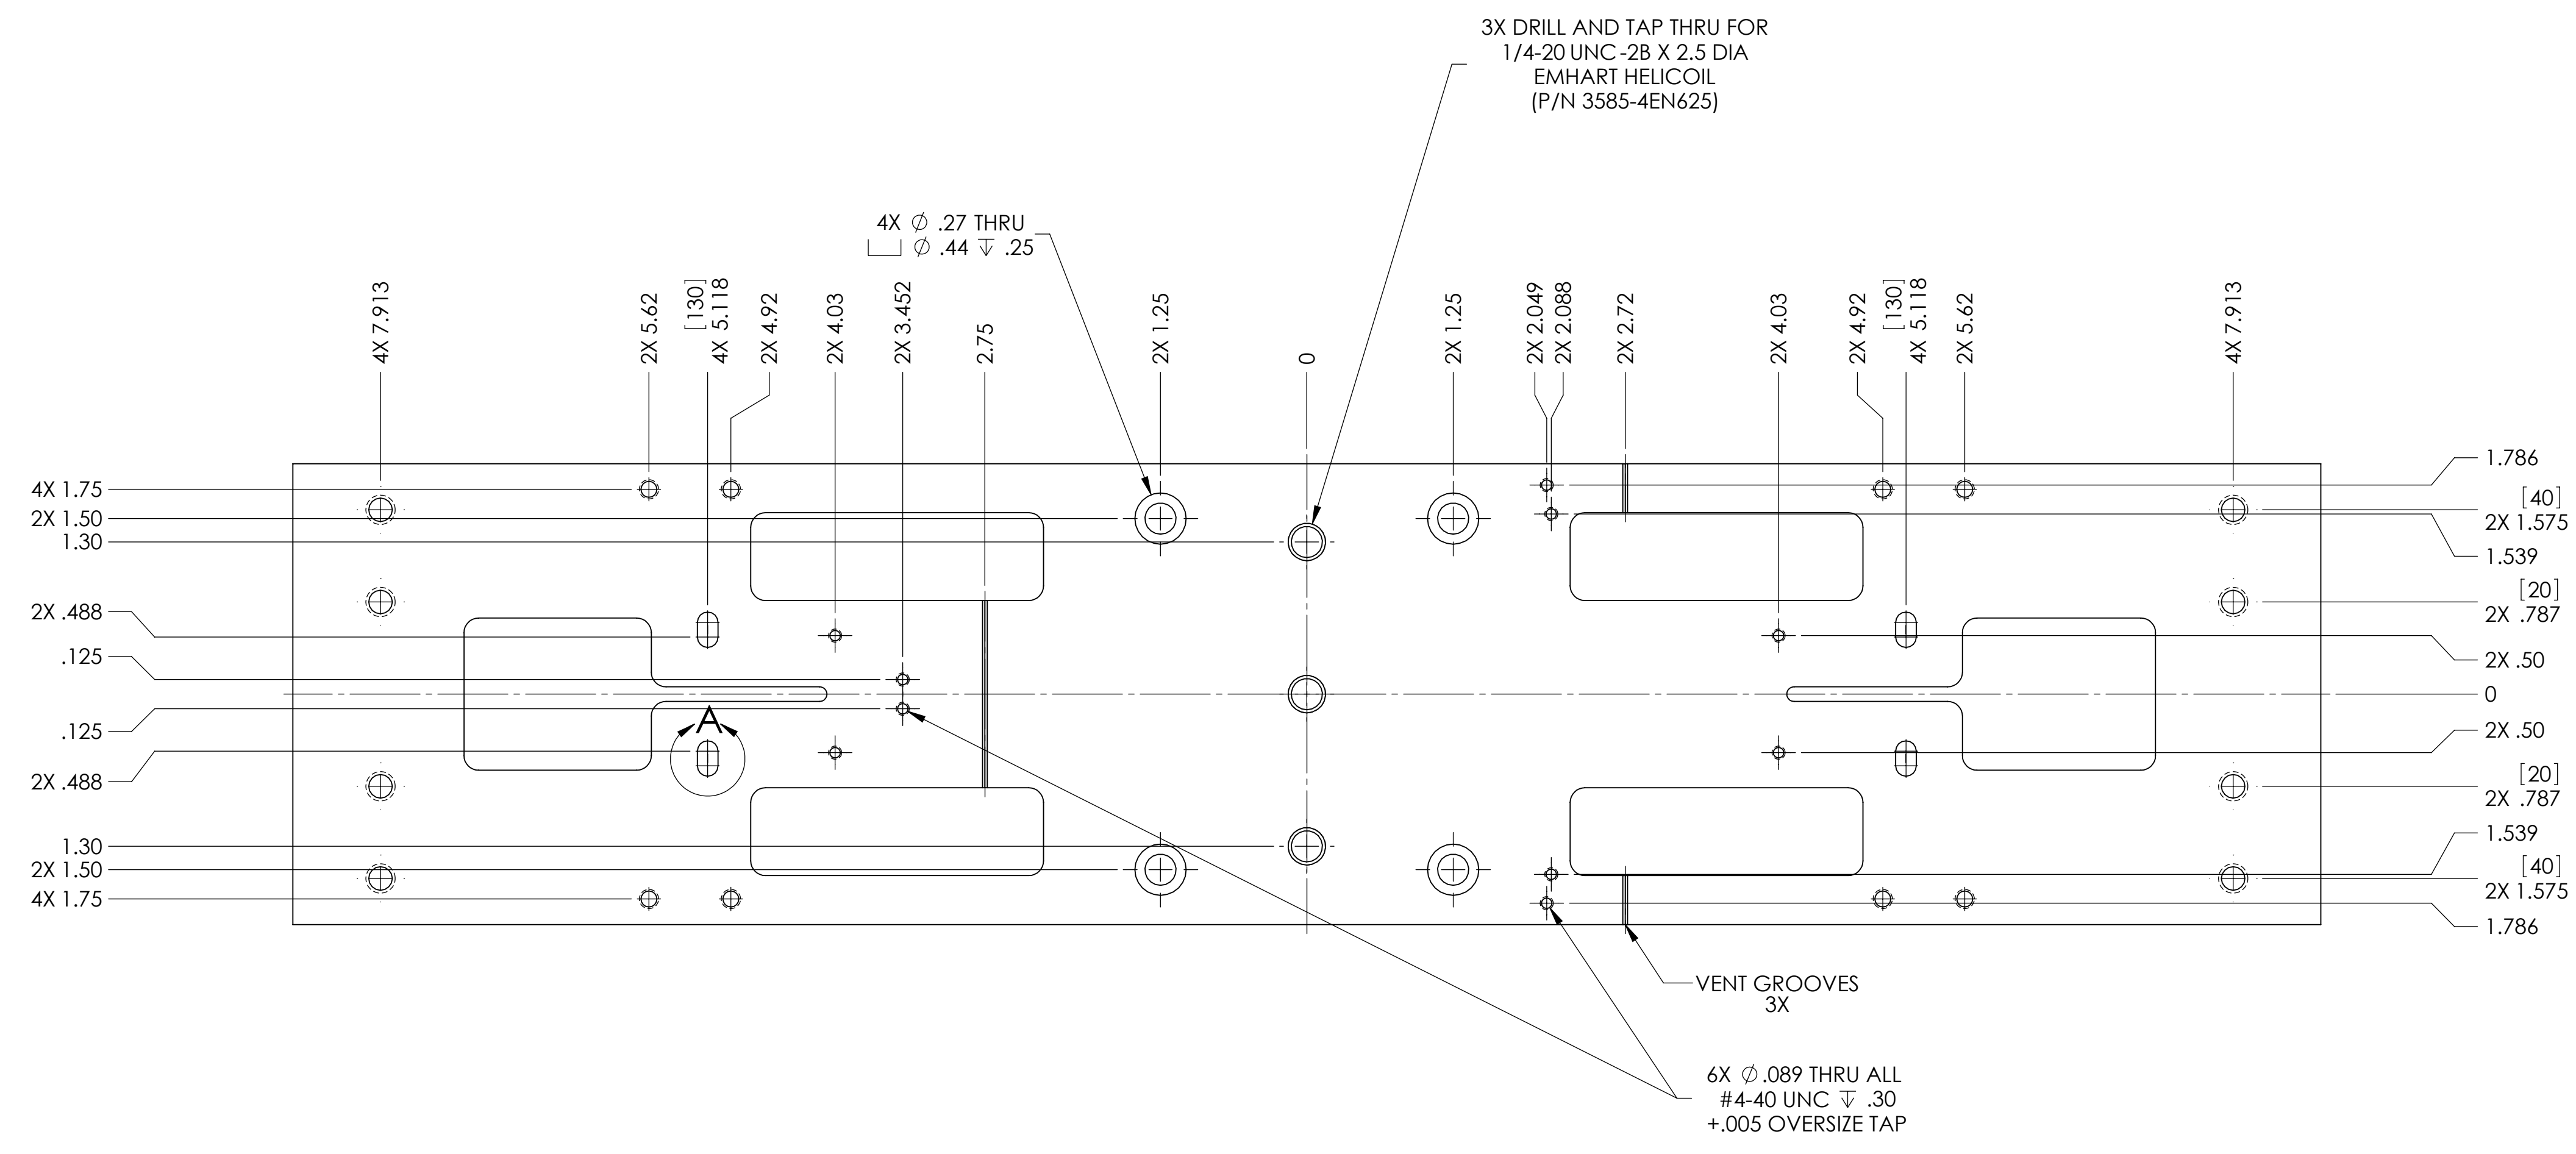 3X DRILL AND TAP THRU FOR
1/4-20 UNC-2B X 2.5 DIA
EMHART HELICOIL
(P/N 3585-4EN625)
4X ∅ .27 THRU
⌴ ∅ .44 ↧ .25
4X 7.913
2X 5.62
[130]
4X 5.118
2X 4.92
2X 4.03
2X 3.452
2.75
2X 1.25
0
2X 1.25
2X 2.049
2X 2.088
2X 2.72
2X 4.03
2X 4.92
[130]
4X 5.118
2X 5.62
4X 7.913
4X 1.75
2X 1.50
1.30
2X .488
.125
.125
2X .488
1.30
2X 1.50
4X 1.75
A
1.786
[40]
2X 1.575
1.539
[20]
2X .787
2X .50
0
2X .50
[20]
2X .787
1.539
[40]
2X 1.575
1.786
VENT GROOVES
3X
6X ∅.089 THRU ALL
#4-40 UNC ↧ .30
+.005 OVERSIZE TAP